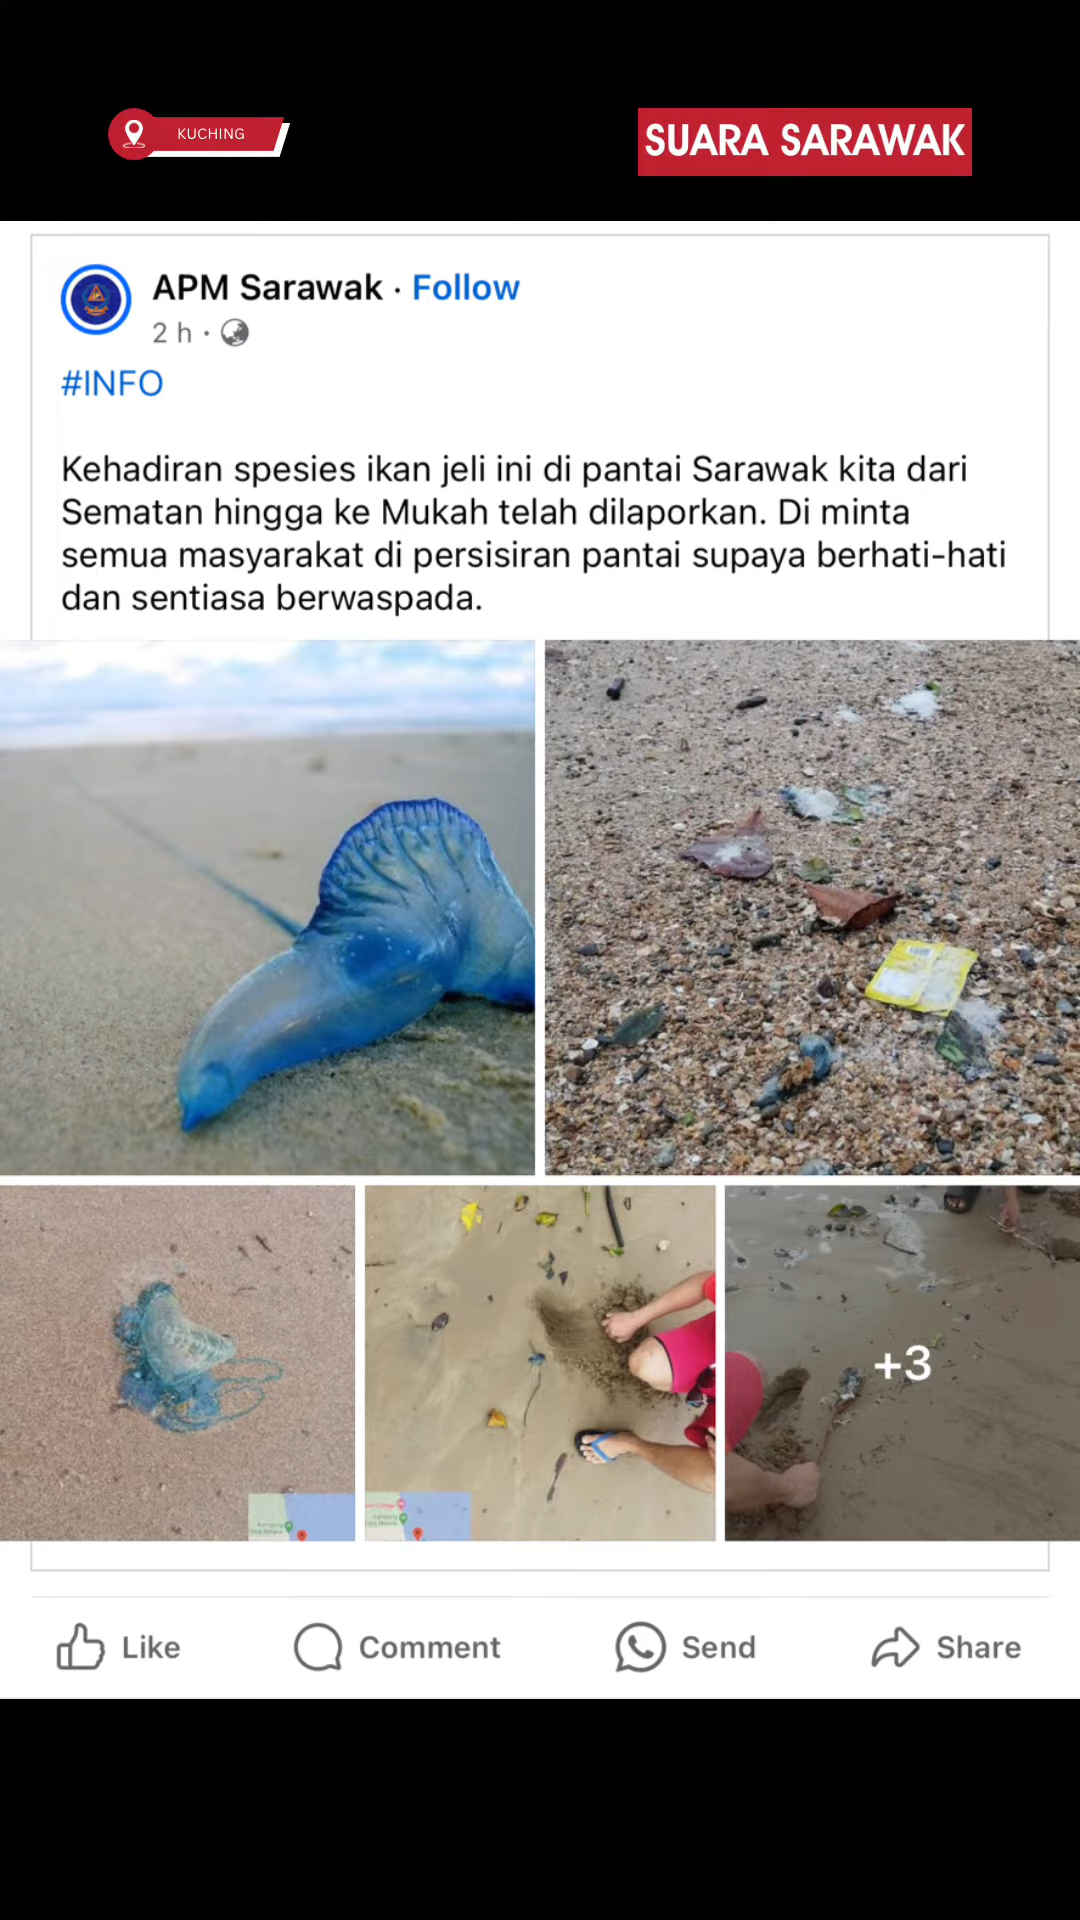 KUCHING
SUARA SARAWAK
APM Sarawak · Follow
2 h ·
#INFO
Kehadiran spesies ikan jeli ini di pantai Sarawak kita dari
Sematan hingga ke Mukah telah dilaporkan. Di minta
semua masyarakat di persisiran pantai supaya berhati-hati
dan sentiasa berwaspada.
+3
Like
Comment
Send
Share